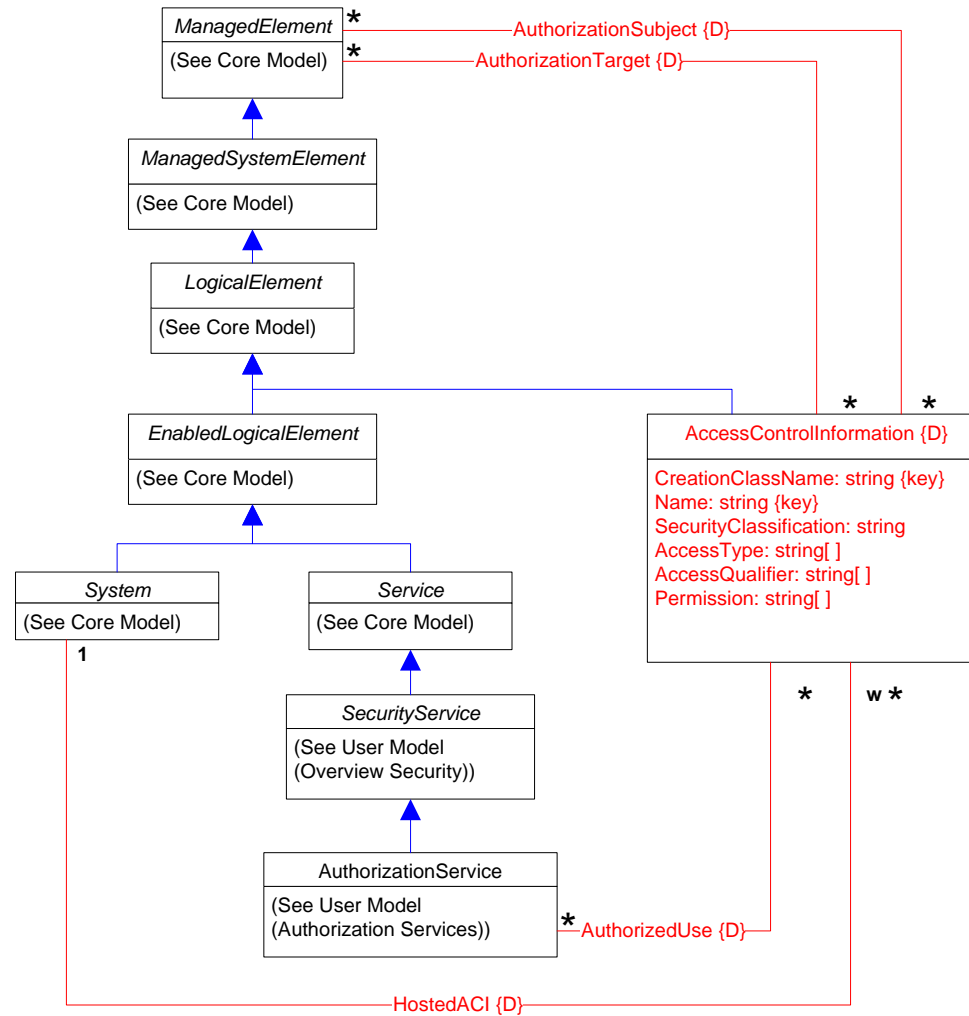 ManagedElement
(See Core Model)
*
*
AuthorizationSubject {D}
AuthorizationTarget {D}
ManagedSystemElement
(See Core Model)
LogicalElement
(See Core Model)
*
*
EnabledLogicalElement
(See Core Model)
AccessControlInformation {D}
CreationClassName: string {key}
Name: string {key}
SecurityClassification: string
AccessType: string[ ]
AccessQualifier: string[ ]
Permission: string[ ]
System
(See Core Model)
1
Service
(See Core Model)
*
w *
SecurityService
(See User Model
(Overview Security))
AuthorizationService
(See User Model
(Authorization Services))
*
AuthorizedUse {D}
HostedACI {D}